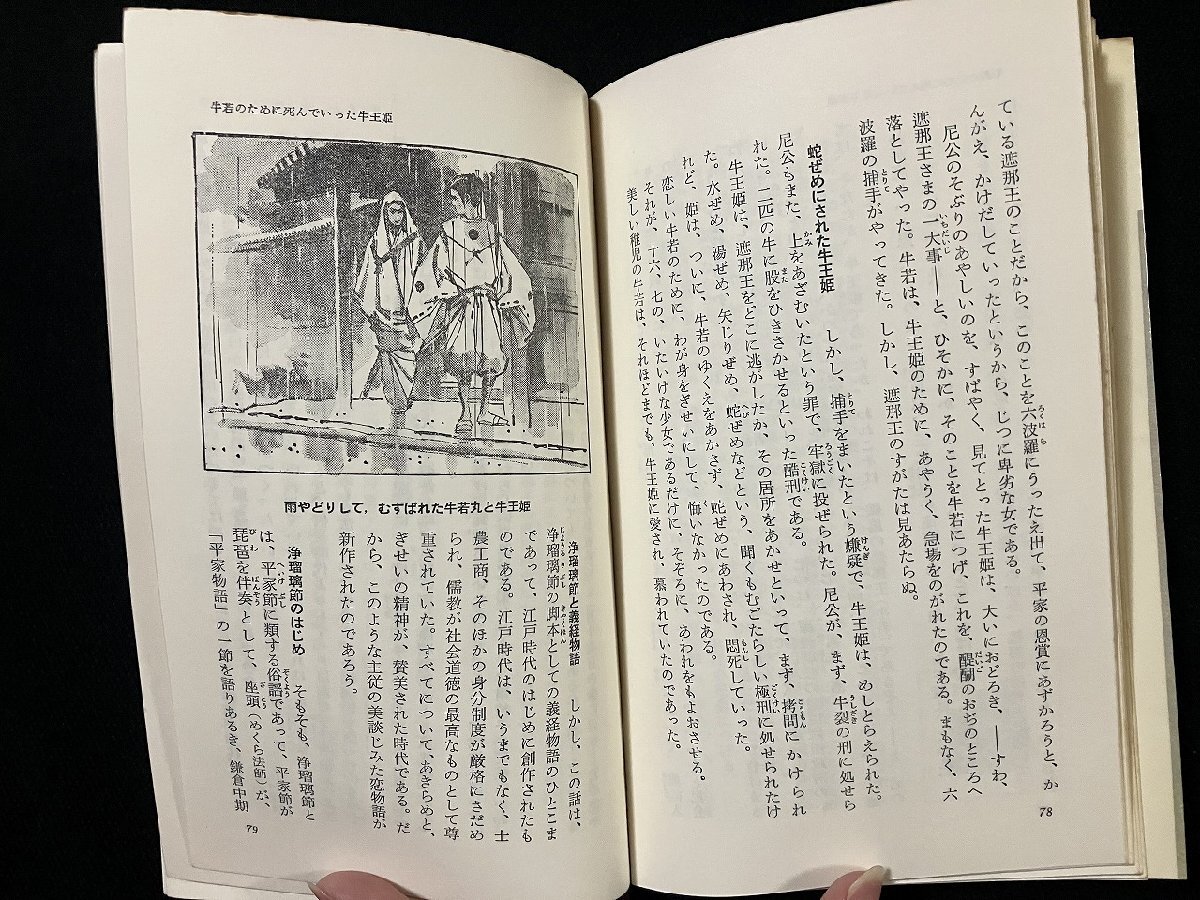 ている遮那王のことだから、このことを六波羅にうったえ出て、平家の恩賞にあずかろうと、か
んがえ、かけだしていったというから、じつに卑劣な女である。
尼公のそぶりのあやしいのを、すばやく、見てとった牛王姫は、大いにおどろき、――すわ、
遮那王さまの一大事――と、ひそかに、そのことを牛若につげ、これを、醍醐のおぢのところへ
落としてやった。牛若は、牛王姫のために、あやうく、急場をのがれたのである。まもなく、六
波羅の捕手がやってきた。しかし、遮那王のすがたは見あたらぬ。
蛇ぜめにされた牛王姫　しかし、捕手をまいたという嫌疑で、牛王姫は、めしとらえられた。
尼公もまた、上をあざむいたという罪で、牢獄に投ぜられた。尼公が、まず、牛裂の刑に処せら
れた。二匹の牛に股をひきさかせるといった酷刑である。
牛王姫に、遮那王をどこに逃がしたか、その居所をあかせといって、まず、拷問にかけられ
た。水ぜめ、湯ぜめ、矢じりぜめ、蛇ぜめなどという、聞くもむごたらしい極刑に処せられたけ
れど、姫は、ついに、牛若のゆくえをあかさず、蛇ぜめにあわされ、悶死していった。
恋しい牛若のために、わが身をぎせいにして、悔いなかったのである。
それが、十六、七の、いたいけな少女であるだけに、そぞろに、あわれをもよおさせる。
美しい稚児の牛若は、それほどまでも、牛王姫に愛され、慕われていたのであった。
78
牛若のために死んでいった牛王姫
雨やどりして，むすばれた牛若丸と牛王姫
浄瑠璃節と義経物語　しかし、この話は、
浄瑠璃節の脚本としての義経物語のひとこま
であって、江戸時代のはじめに創作されたも
のである。江戸時代は、いうまでもなく、士
農工商、そのほかの身分制度が厳格にさだめ
られ、儒教が社会道徳の最高なものとして尊
重されていた。すべてについて、あきらめと、
ぎせいの精神が、賛美された時代である。だ
から、このような主従の美談じみた恋物語が
新作されたのであろう。
浄瑠璃節のはじめ　そもそも、浄瑠璃節と
は、平家節に類する俗謡であって、平家節が
琵琶を伴奏として、座頭（めくら法師）が、
「平家物語」の一節を語りあるき、鎌倉中期
79